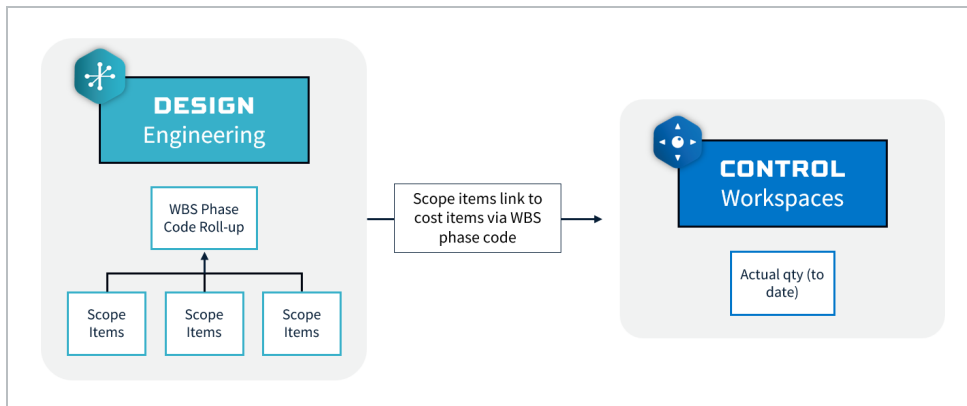 DESIGN
Engineering
WBS Phase
Code Roll-up
Scope
Items
Scope
Items
Scope
Items
Scope items link to
cost items via WBS
phase code
CONTROL
Workspaces
Actual qty (to
date)